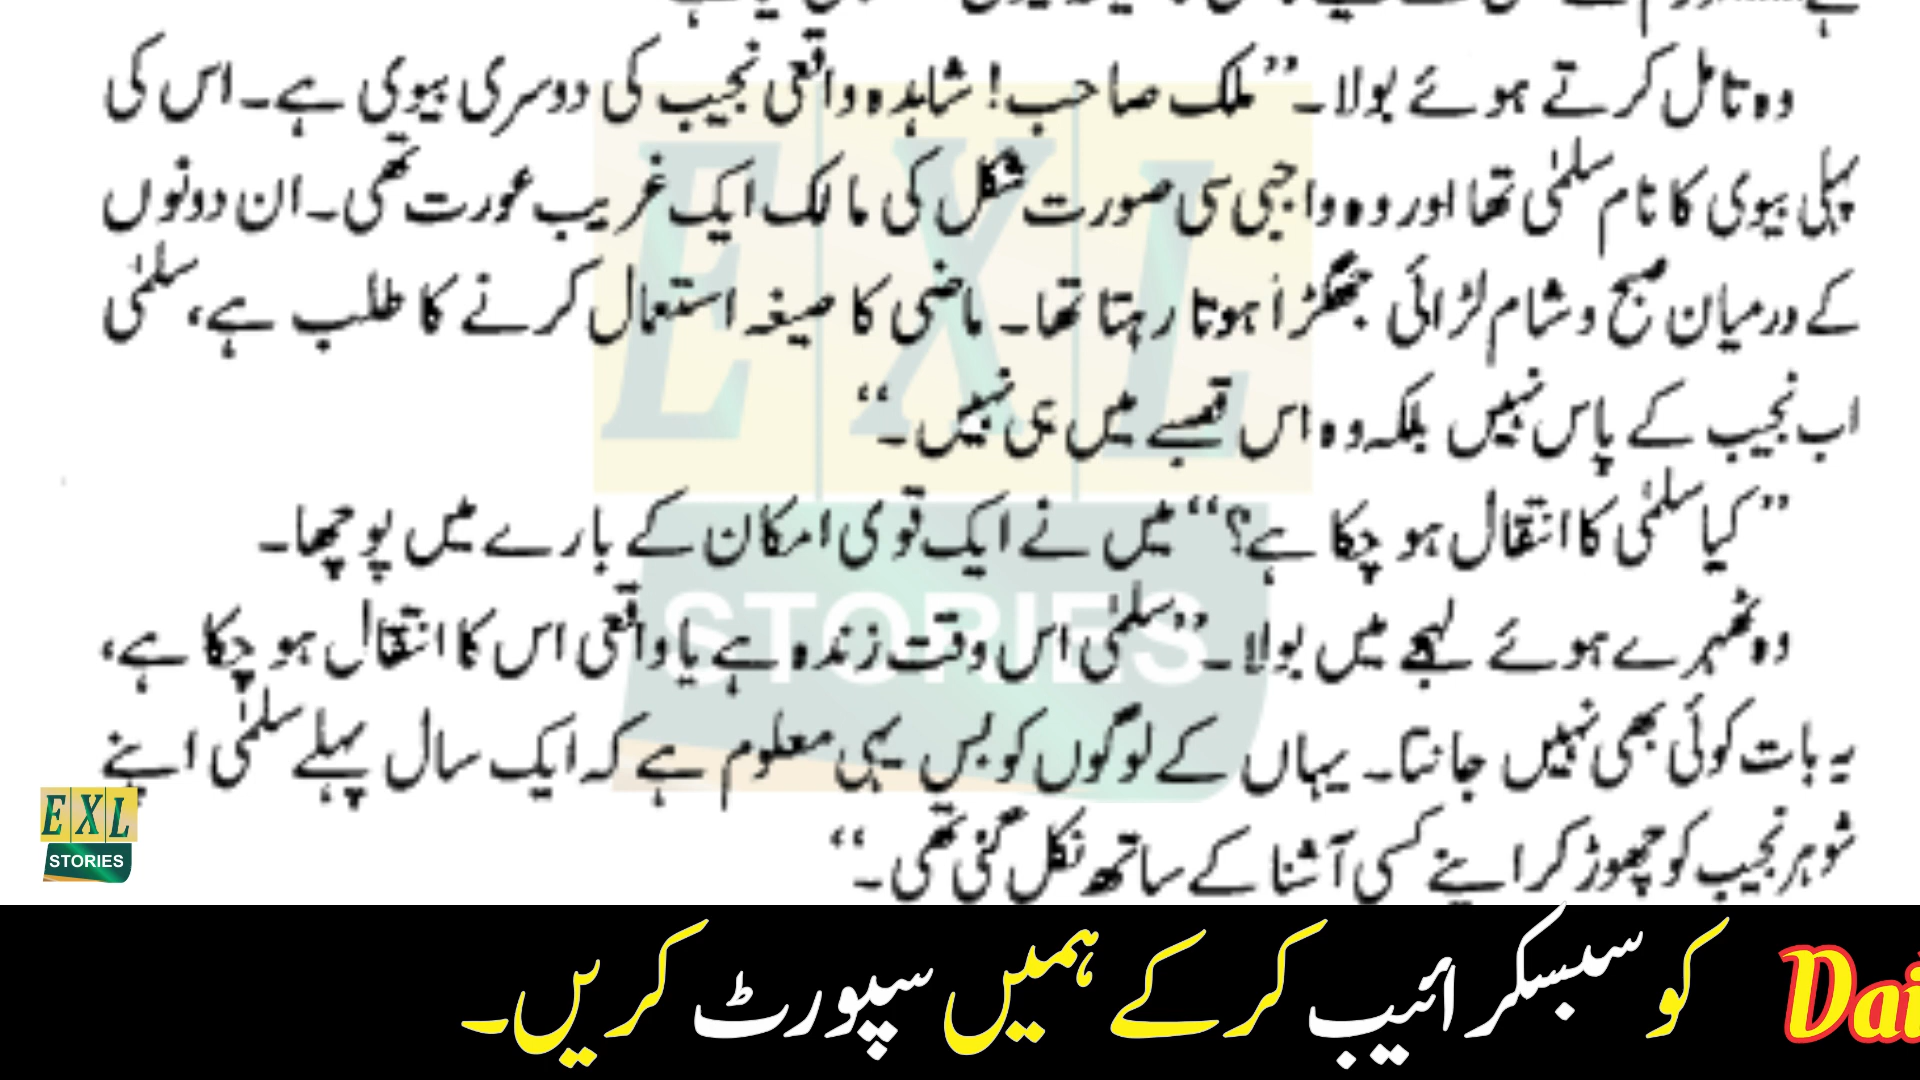 وہ تامل کرتے ہوئے بولا۔ ’’ملک صاحب! شاہدہ واقعی نجیب کی دوسری بیوی ہے۔ اس کی
پہلی بیوی کا نام سلمٰی تھا اور وہ واجبی سی صورت شکل کی مالک ایک غریب عورت تھی۔ ان دونوں
کے درمیان صبح و شام لڑائی جھگڑا ہوتا رہتا تھا۔ ماضی کا صیغہ استعمال کرنے کا طلب ہے، سلمٰی
اب نجیب کے پاس نہیں بلکہ وہ اس قصبے میں ہی نہیں۔‘‘
’’کیا سلمٰی کا انتقال ہو چکا ہے؟‘‘ میں نے ایک قوی امکان کے بارے میں پوچھا۔
وہ ٹھہرے ہوئے لہجے میں بولا۔ ’’سلمٰی اس وقت زندہ ہے یا واقعی اس کا انتقال ہو چکا ہے،
یہ بات کوئی بھی نہیں جانتا۔ یہاں کے لوگوں کو بس یہی معلوم ہے کہ ایک سال پہلے سلمٰی اپنے
شوہر نجیب کو چھوڑ کر اپنے کسی آشنا کے ساتھ نکل گئی تھی۔‘‘
EXL
STORIES
EXL
STORIES
Dai کو سبسکرائیب کرکے ہمیں سپورٹ کریں۔